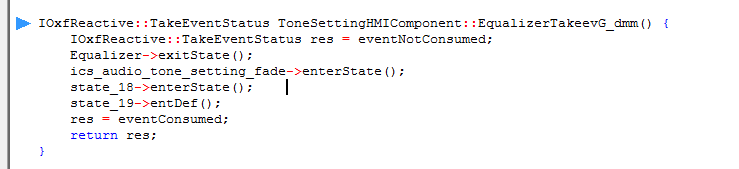 IOxfReactive::TakeEventStatus ToneSettingHMIComponent::EqualizerTakeevG_dmm() {
    IOxfReactive::TakeEventStatus res = eventNotConsumed;
    Equalizer->exitState();
    ics_audio_tone_setting_fade->enterState();
    state_18->enterState();
    state_19->entDef();
    res = eventConsumed;
    return res;
}